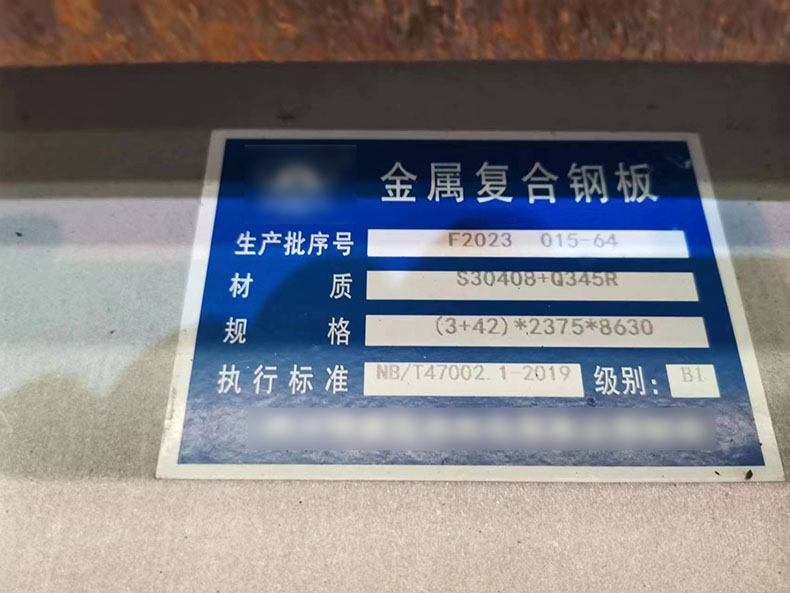 金属复合钢板
生产批序号 F2023 015-64
材质 S30408+Q345R
规格 (3+42)*2375*8630
执行标准 NB/T47002.1-2019 级别: B1